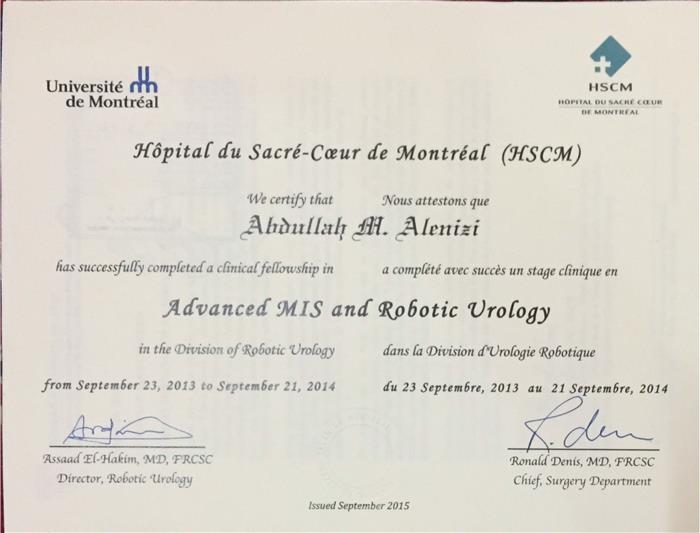 Université
de Montréal
HSCM
HÔPITAL DU SACRÉ CŒUR
DE MONTRÉAL
Hôpital du Sacré-Cœur de Montréal (HSCM)
We certify that Nous attestons que
Abdullah M. Alenizi
has successfully completed a clinical fellowship in a complété avec succès un stage clinique en
Advanced MIS and Robotic Urology
in the Division of Robotic Urology dans la Division d'Urologie Robotique
from September 23, 2013 to September 21, 2014 du 23 Septembre, 2013 au 21 Septembre, 2014
Assaad El-Hakim, MD, FRCSC Ronald Denis, MD, FRCSC
Director, Robotic Urology Chief, Surgery Department
Issued September 2015